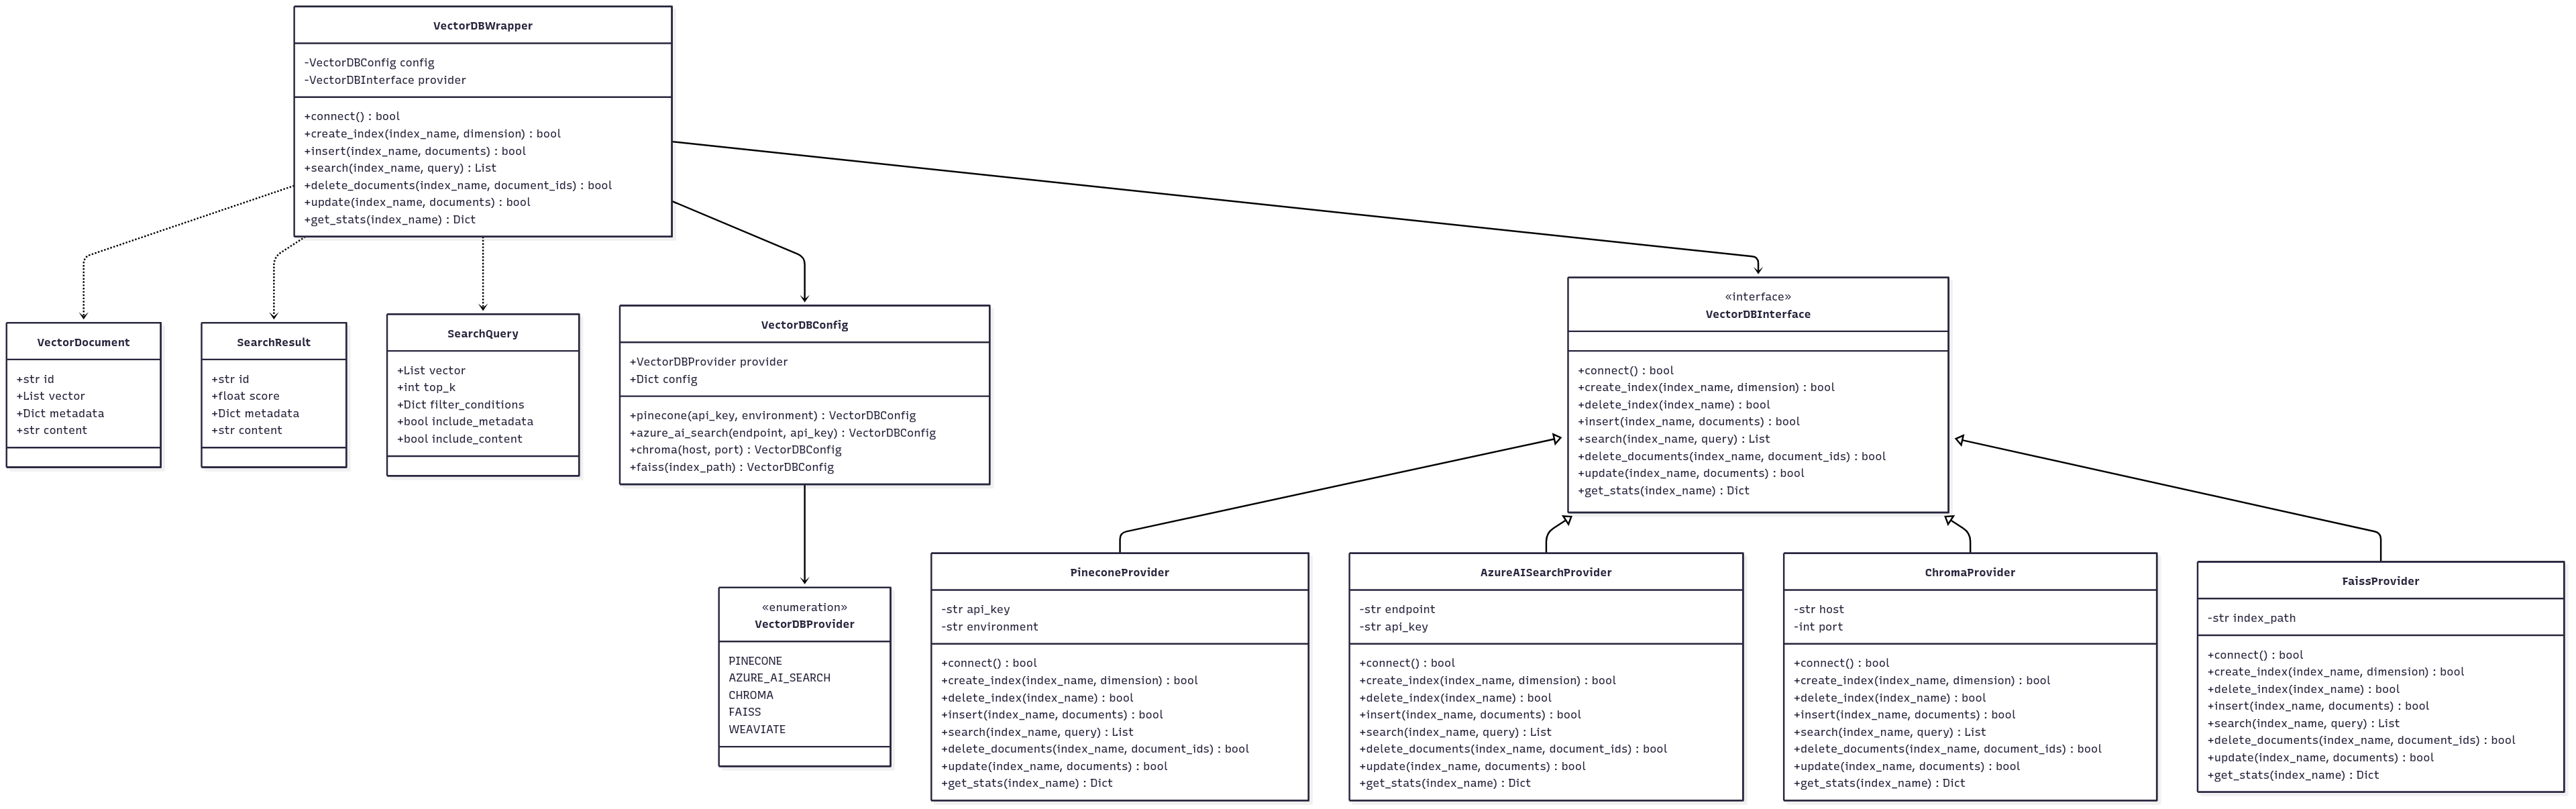 VectorDBWrapper
-VectorDBConfig config
-VectorDBInterface provider
+connect() : bool
+create_index(index_name, dimension) : bool
+insert(index_name, documents) : bool
+search(index_name, query) : List
+delete_documents(index_name, document_ids) : bool
+update(index_name, documents) : bool
+get_stats(index_name) : Dict
VectorDocument
+str id
+List vector
+Dict metadata
+str content
SearchResult
+str id
+float score
+Dict metadata
+str content
SearchQuery
+List vector
+int top_k
+Dict filter_conditions
+bool include_metadata
+bool include_content
VectorDBConfig
+VectorDBProvider provider
+Dict config
+pinecone(api_key, environment) : VectorDBConfig
+azure_ai_search(endpoint, api_key) : VectorDBConfig
+chroma(host, port) : VectorDBConfig
+faiss(index_path) : VectorDBConfig
«interface»
VectorDBInterface
+connect() : bool
+create_index(index_name, dimension) : bool
+delete_index(index_name) : bool
+insert(index_name, documents) : bool
+search(index_name, query) : List
+delete_documents(index_name, document_ids) : bool
+update(index_name, documents) : bool
+get_stats(index_name) : Dict
«enumeration»
VectorDBProvider
PINECONE
AZURE_AI_SEARCH
CHROMA
FAISS
WEAVIATE
PineconeProvider
-str api_key
-str environment
+connect() : bool
+create_index(index_name, dimension) : bool
+delete_index(index_name) : bool
+insert(index_name, documents) : bool
+search(index_name, query) : List
+delete_documents(index_name, document_ids) : bool
+update(index_name, documents) : bool
+get_stats(index_name) : Dict
AzureAISearchProvider
-str endpoint
-str api_key
+connect() : bool
+create_index(index_name, dimension) : bool
+delete_index(index_name) : bool
+insert(index_name, documents) : bool
+search(index_name, query) : List
+delete_documents(index_name, document_ids) : bool
+update(index_name, documents) : bool
+get_stats(index_name) : Dict
ChromaProvider
-str host
-int port
+connect() : bool
+create_index(index_name, dimension) : bool
+delete_index(index_name) : bool
+insert(index_name, documents) : bool
+search(index_name, query) : List
+delete_documents(index_name, document_ids) : bool
+update(index_name, documents) : bool
+get_stats(index_name) : Dict
FaissProvider
-str index_path
+connect() : bool
+create_index(index_name, dimension) : bool
+delete_index(index_name) : bool
+insert(index_name, documents) : bool
+search(index_name, query) : List
+delete_documents(index_name, document_ids) : bool
+update(index_name, documents) : bool
+get_stats(index_name) : Dict